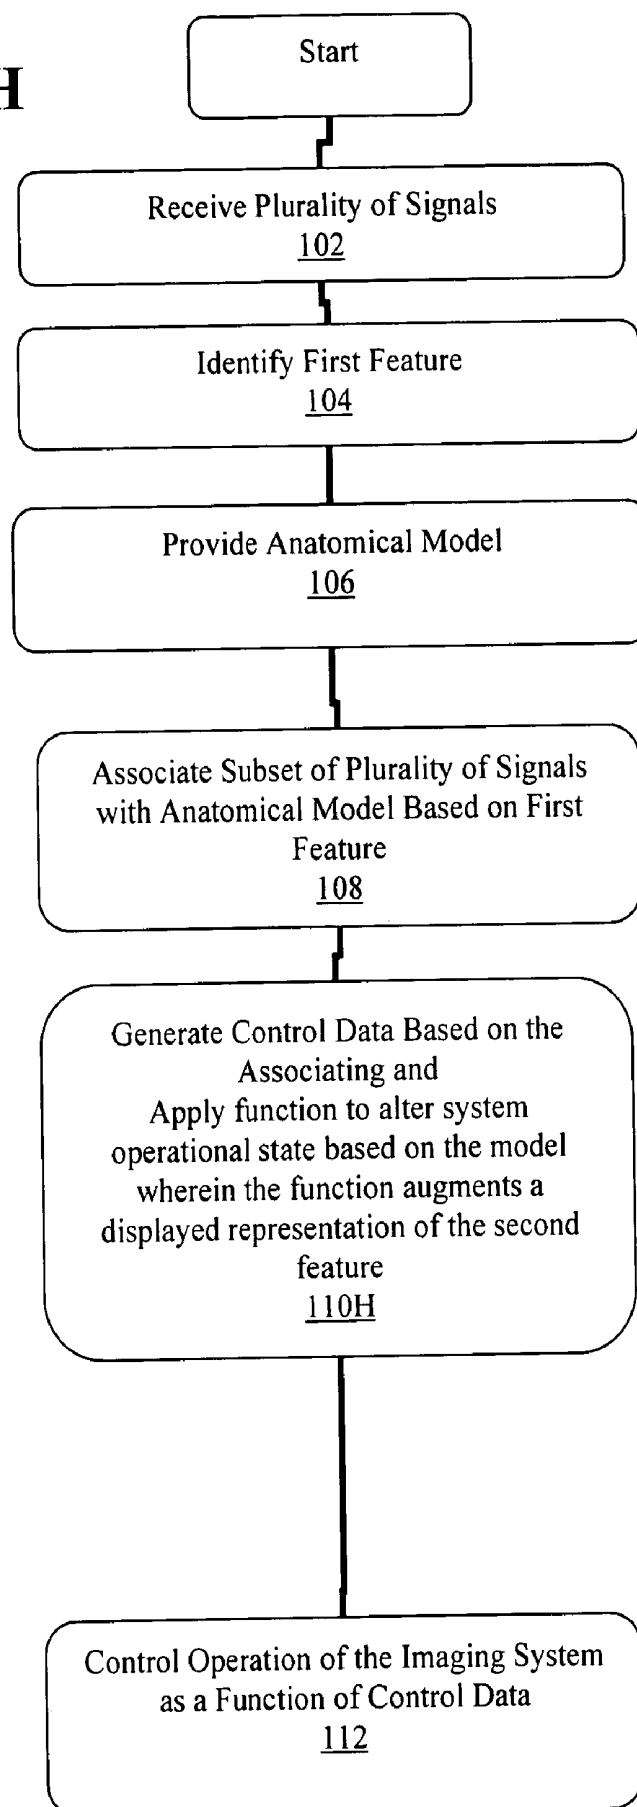 H
Start
Receive Plurality of Signals
102
Identify First Feature
104
Provide Anatomical Model
106
Associate Subset of Plurality of Signals
with Anatomical Model Based on First
Feature
108
Generate Control Data Based on the
Associating and
Apply function to alter system
operational state based on the model
wherein the function augments a
displayed representation of the second
feature
110H
Control Operation of the Imaging System
as a Function of Control Data
112